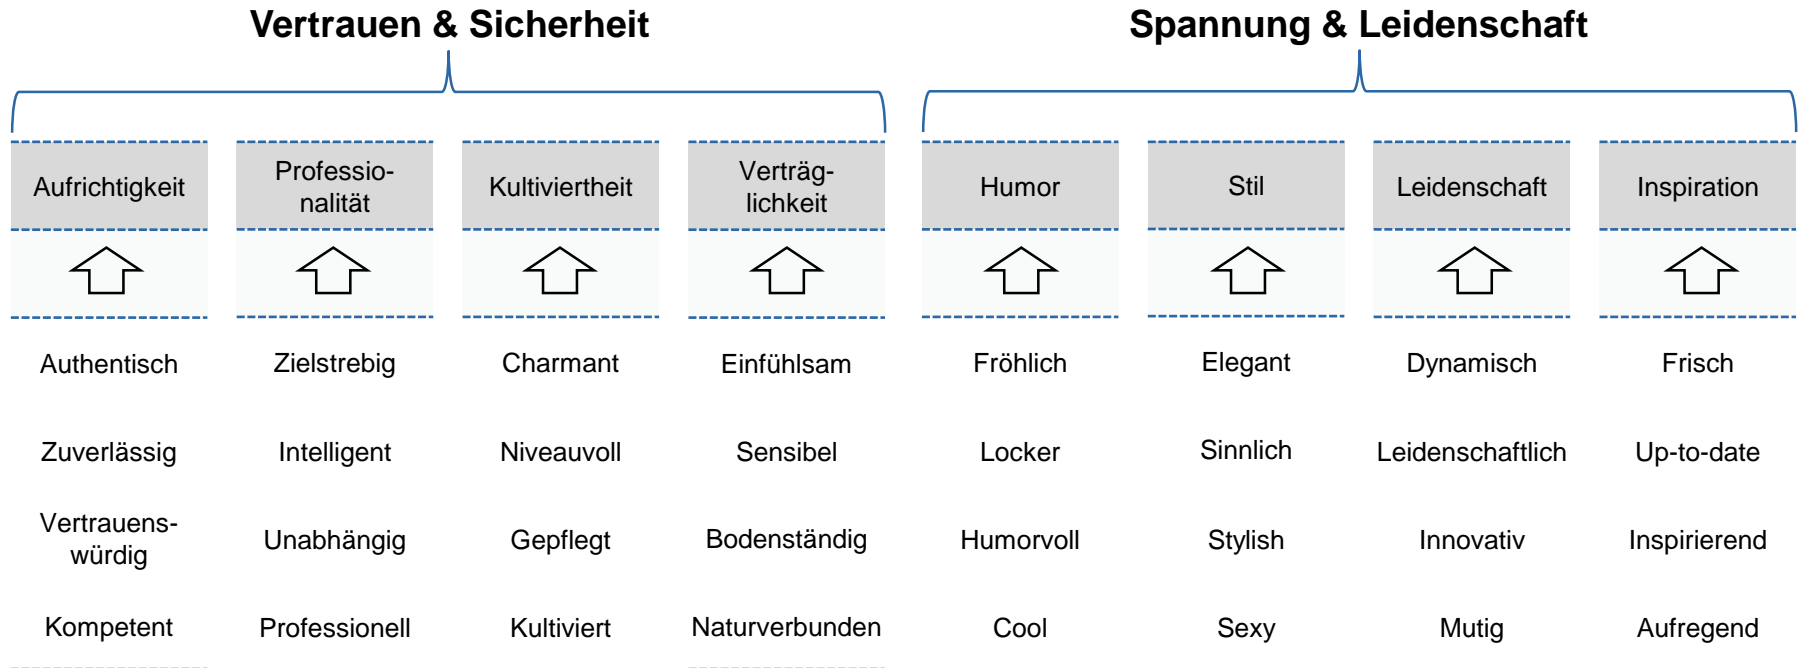 Vertrauen & Sicherheit
Spannung & Leidenschaft
Aufrichtigkeit
Professio-
nalität
Kultiviertheit
Verträg-
lichkeit
Humor
Stil
Leidenschaft
Inspiration
Authentisch
Zielstrebig
Charmant
Einfühlsam
Fröhlich
Elegant
Dynamisch
Frisch
Zuverlässig
Intelligent
Niveauvoll
Sensibel
Locker
Sinnlich
Leidenschaftlich
Up-to-date
Vertrauens-
würdig
Unabhängig
Gepflegt
Bodenständig
Humorvoll
Stylish
Innovativ
Inspirierend
Kompetent
Professionell
Kultiviert
Naturverbunden
Cool
Sexy
Mutig
Aufregend